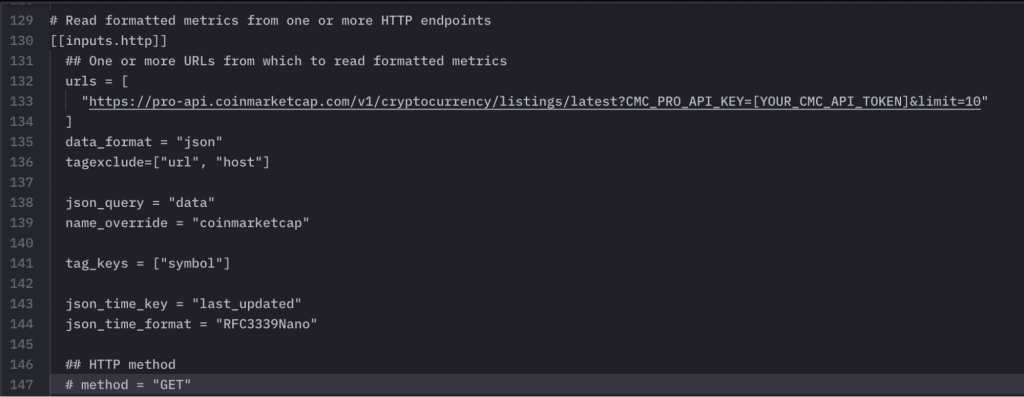 129 # Read formatted metrics from one or more HTTP endpoints
130 [[inputs.http]]
131 ## One or more URLs from which to read formatted metrics
132 urls = [
133 "https://pro-api.coinmarketcap.com/v1/cryptocurrency/listings/latest?CMC_PRO_API_KEY=[YOUR_CMC_API_TOKEN]&limit=10"
134 ]
135 data_format = "json"
136 tagexclude=["url", "host"]
137
138 json_query = "data"
139 name_override = "coinmarketcap"
140
141 tag_keys = ["symbol"]
142
143 json_time_key = "last_updated"
144 json_time_format = "RFC3339Nano"
145
146 ## HTTP method
147 # method = "GET"